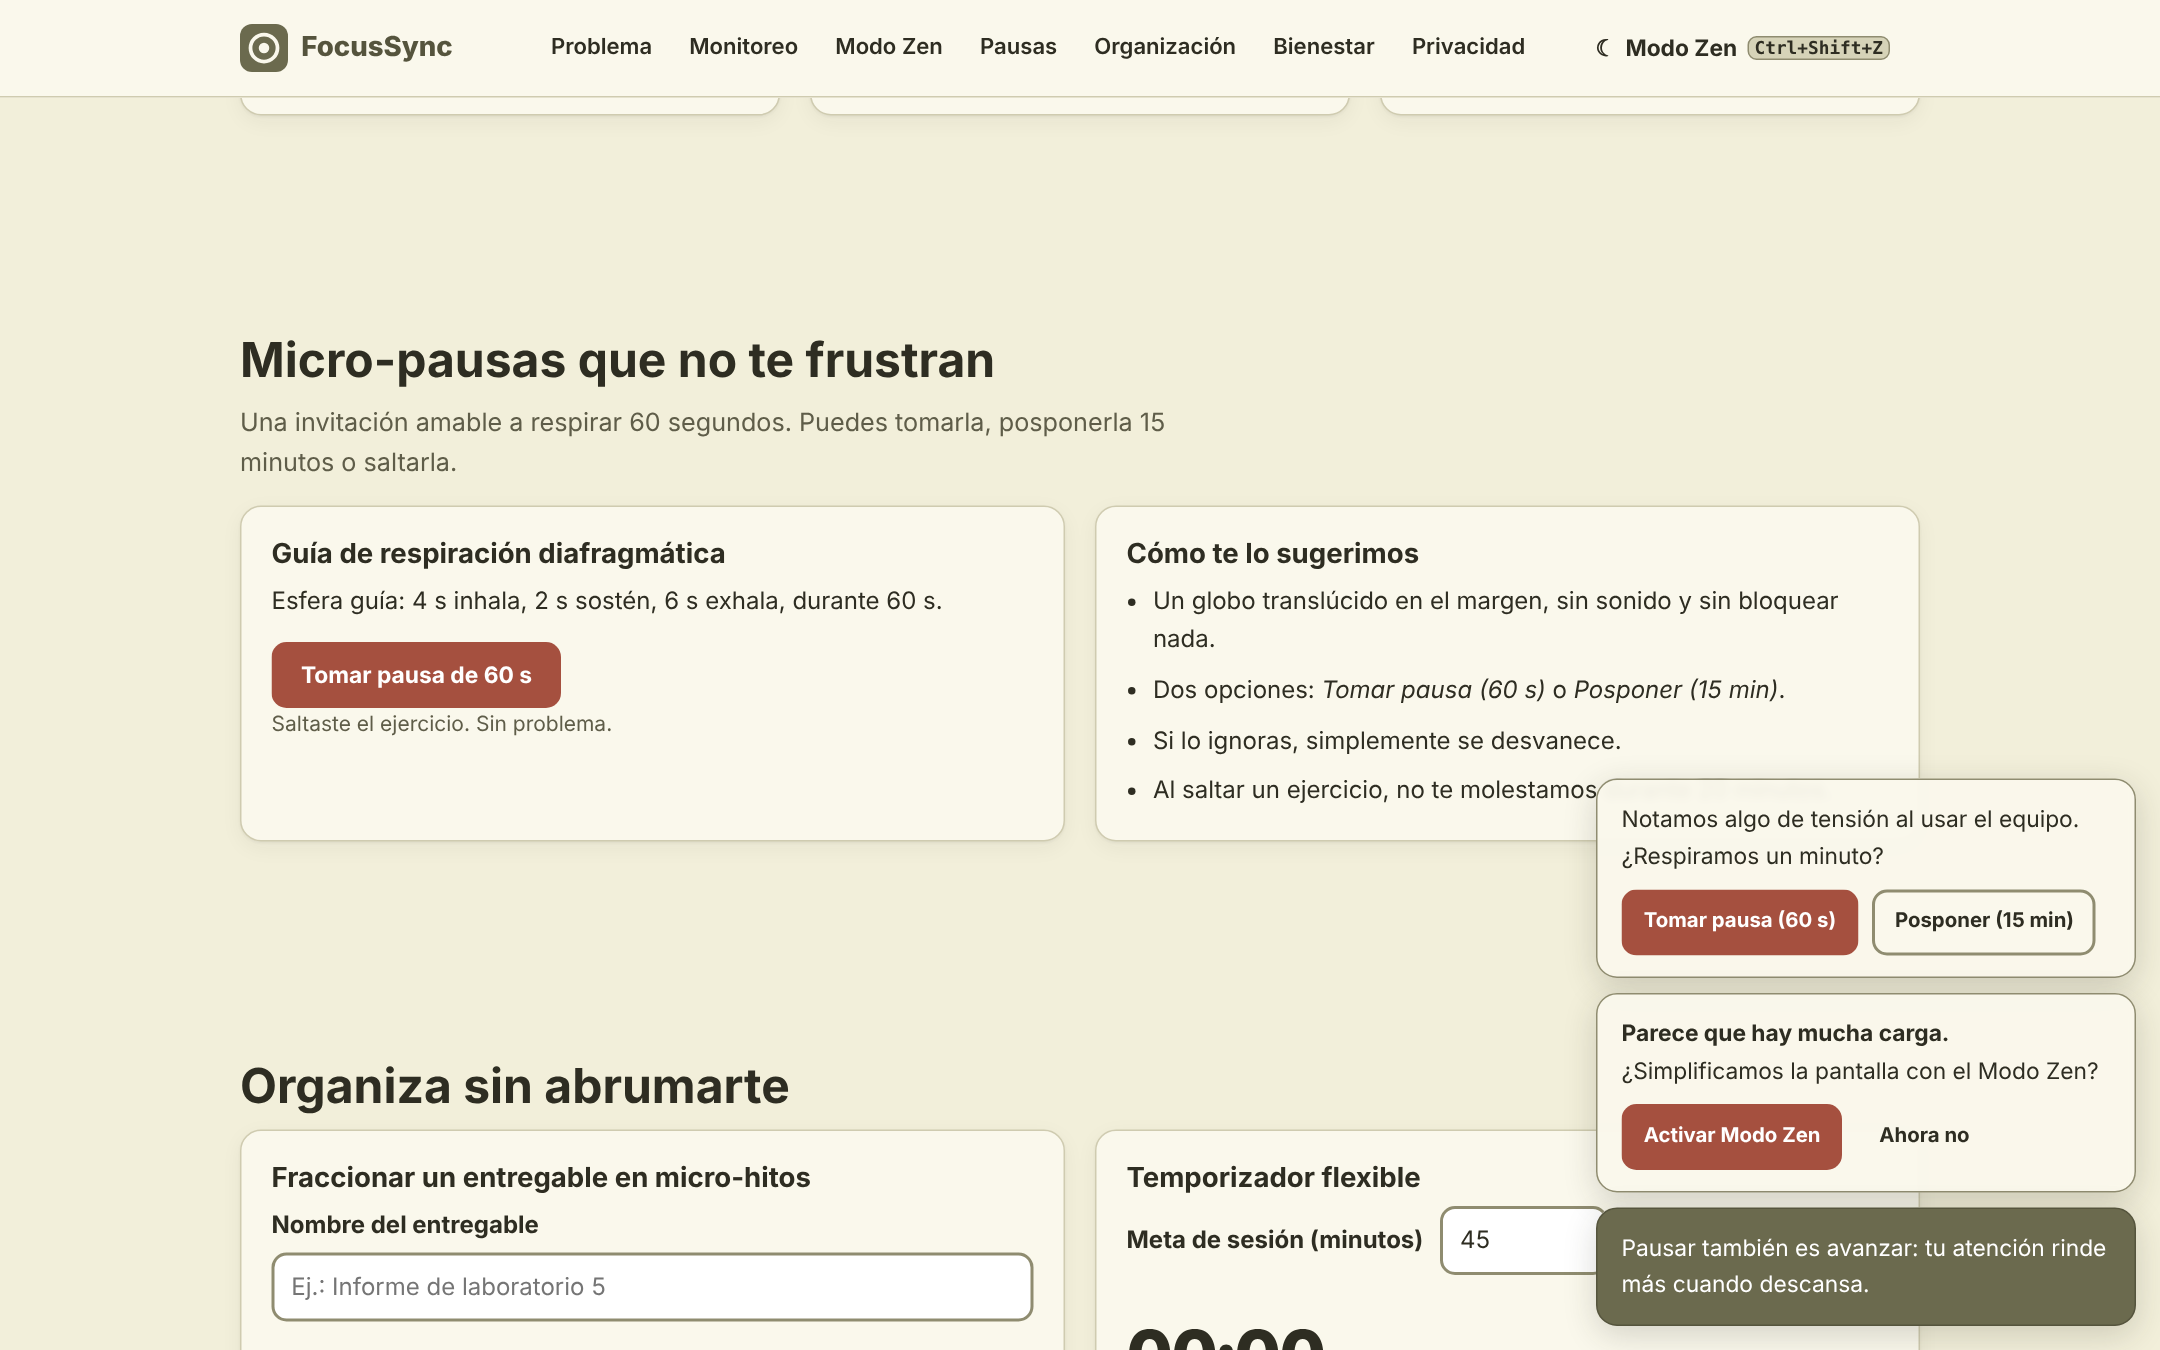 FocusSync
Problema
Monitoreo
Modo Zen
Pausas
Organización
Bienestar
Privacidad
Modo Zen Ctrl+Shift+Z
Micro-pausas que no te frustran
Una invitación amable a respirar 60 segundos. Puedes tomarla, posponerla 15
minutos o saltarla.
Guía de respiración diafragmática
Esfera guía: 4 s inhala, 2 s sostén, 6 s exhala, durante 60 s.
Tomar pausa de 60 s
Saltaste el ejercicio. Sin problema.
Cómo te lo sugerimos
• Un globo translúcido en el margen, sin sonido y sin bloquear
nada.
• Dos opciones: Tomar pausa (60 s) o Posponer (15 min).
• Si lo ignoras, simplemente se desvanece.
• Al saltar un ejercicio, no te molestamos
Notamos algo de tensión al usar el equipo.
¿Respiramos un minuto?
Tomar pausa (60 s)
Posponer (15 min)
Parece que hay mucha carga.
¿Simplificamos la pantalla con el Modo Zen?
Activar Modo Zen
Ahora no
Pausar también es avanzar: tu atención rinde
más cuando descansa.
Organiza sin abrumarte
Fraccionar un entregable en micro-hitos
Nombre del entregable
Ej.: Informe de laboratorio 5
Temporizador flexible
Meta de sesión (minutos) 45
00:00